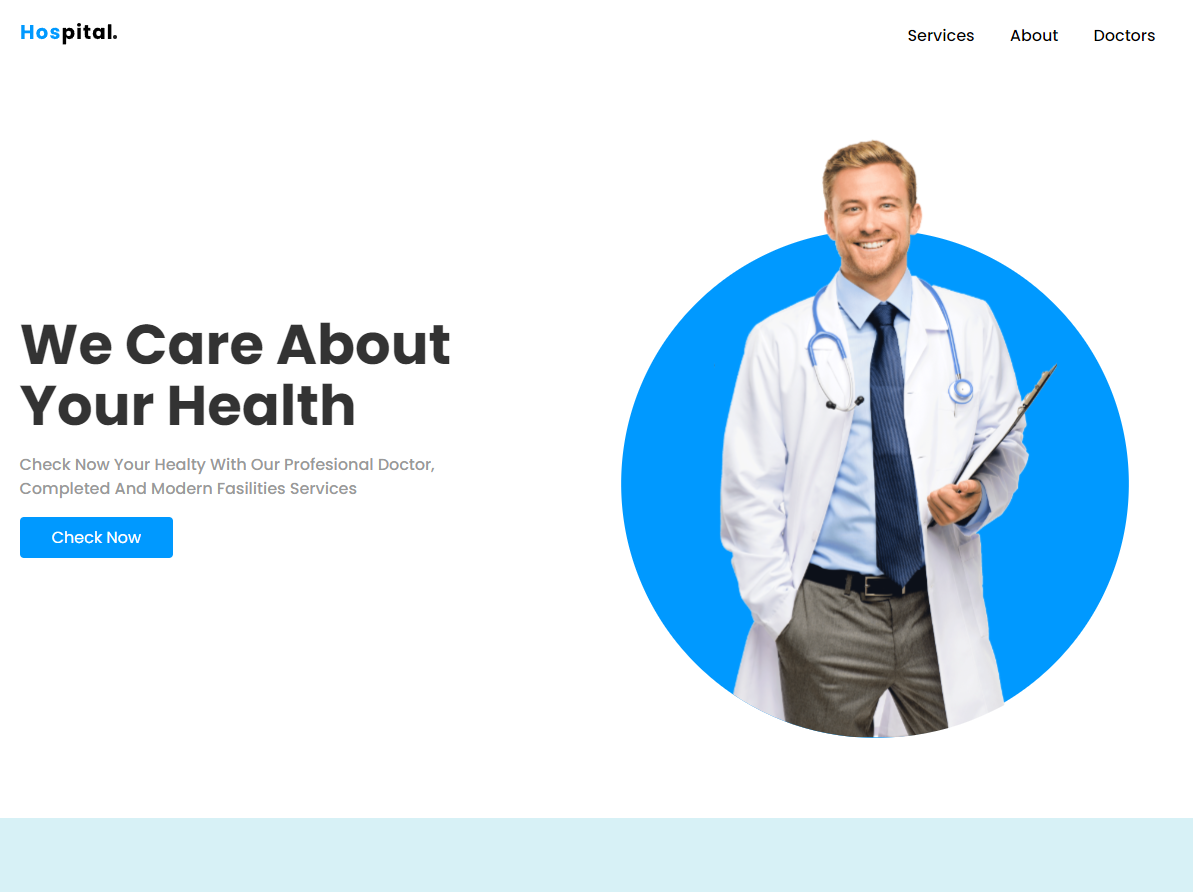 Hospital.
Services About Doctors
We Care About
Your Health
Check Now Your Healty With Our Profesional Doctor,
Completed And Modern Fasilities Services
Check Now